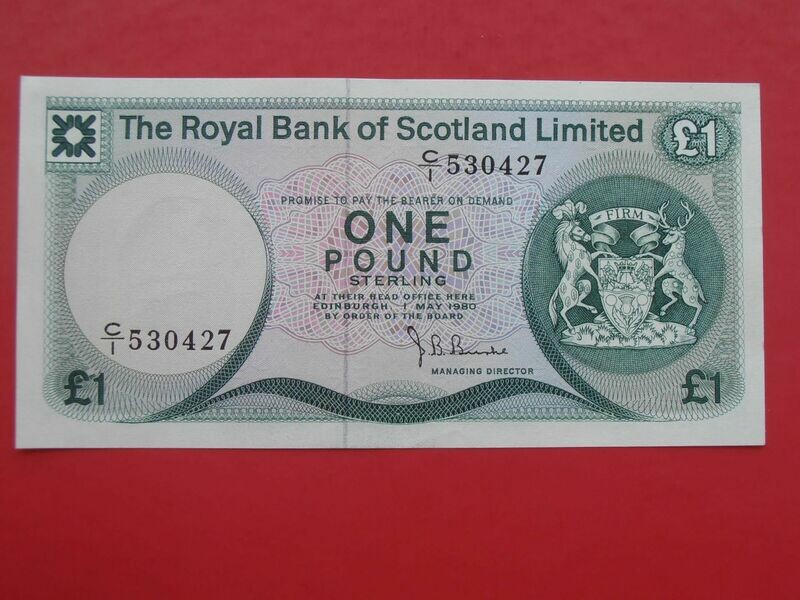 The Royal Bank of Scotland Limited
£1
C/1 530427
PROMISE TO PAY THE BEARER ON DEMAND
ONE
POUND
STERLING
AT THEIR HEAD OFFICE HERE
EDINBURGH, 1 MAY 1980
BY ORDER OF THE BOARD
FIRM
C/1 530427
J. B. Burke
MANAGING DIRECTOR
£1
£1